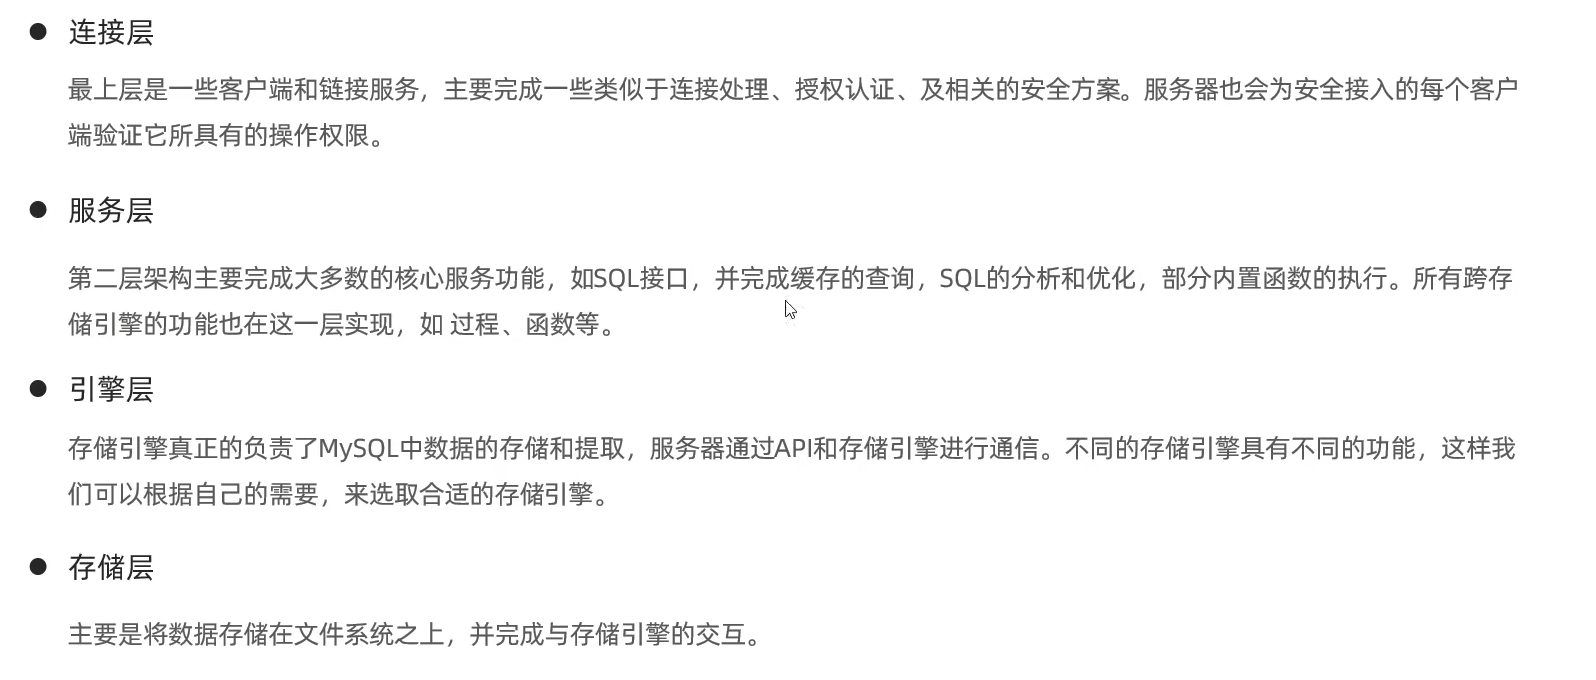 ● 连接层
最上层是一些客户端和链接服务，主要完成一些类似于连接处理、授权认证、及相关的安全方案。服务器也会为安全接入的每个客户
端验证它所具有的操作权限。
● 服务层
第二层架构主要完成大多数的核心服务功能，如SQL接口，并完成缓存的查询，SQL的分析和优化，部分内置函数的执行。所有跨存
储引擎的功能也在这一层实现，如 过程、函数等。
● 引擎层
存储引擎真正的负责了MySQL中数据的存储和提取，服务器通过API和存储引擎进行通信。不同的存储引擎具有不同的功能，这样我
们可以根据自己的需要，来选取合适的存储引擎。
● 存储层
主要是将数据存储在文件系统之上，并完成与存储引擎的交互。